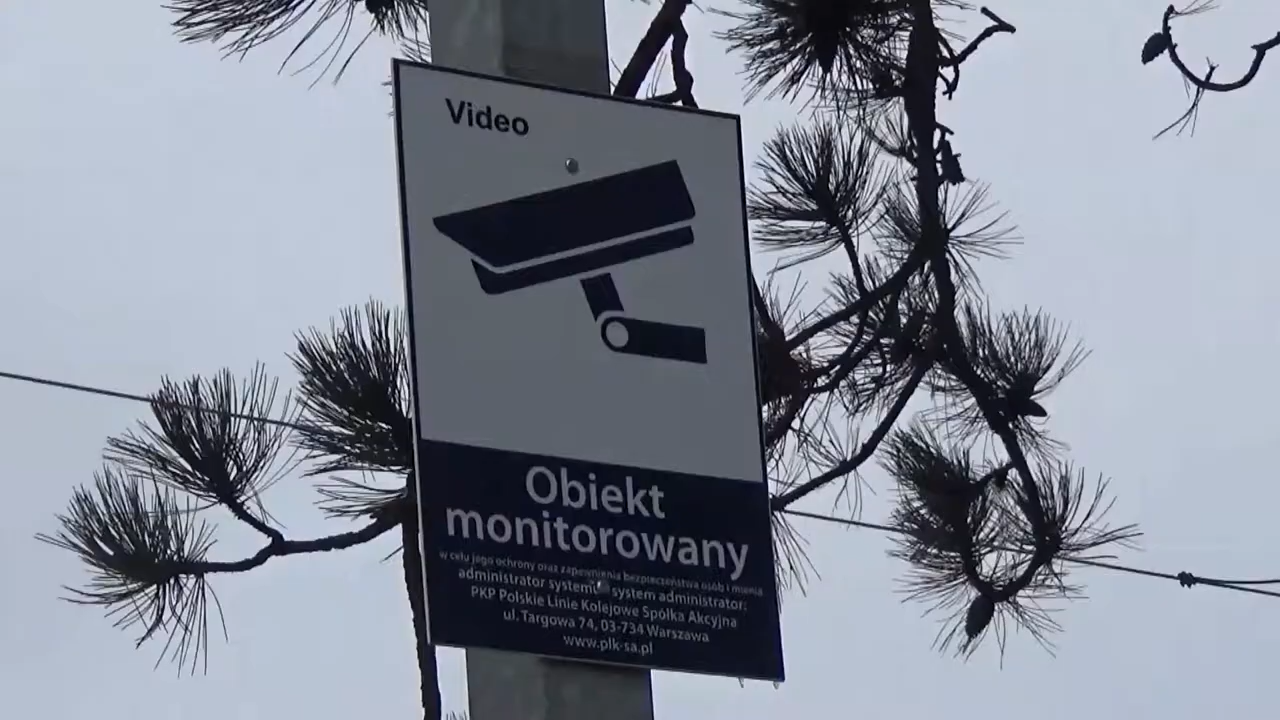 Video
Obiekt
monitorowany
w celu jego ochrony oraz zapewnienia bezpieczeństwa osób i mienia
administrator systemu system administrator:
PKP Polskie Linie Kolejowe Spółka Akcyjna
ul. Targowa 74, 03-734 Warszawa
www.plk-sa.pl